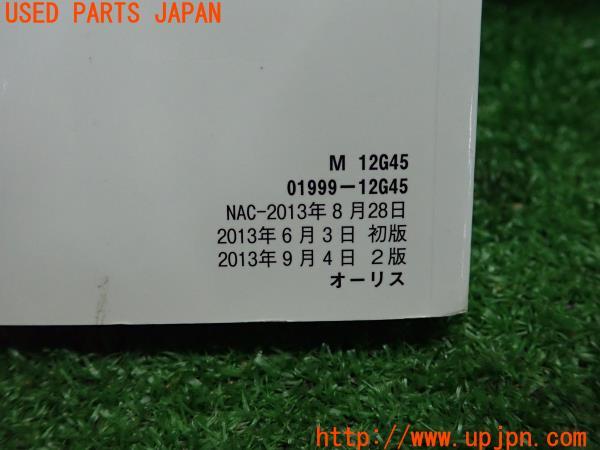 USED PARTS JAPAN
M 12G45
01999-12G45
NAC-2013年8月28日
2013年6月3日 初版
2013年9月4日 2版
オーリス
http://www.upjpn.com